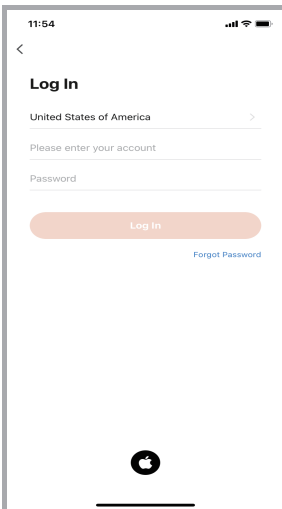 11:54
Log In
United States of America
Please enter your account
Password
Log In
Forgot Password